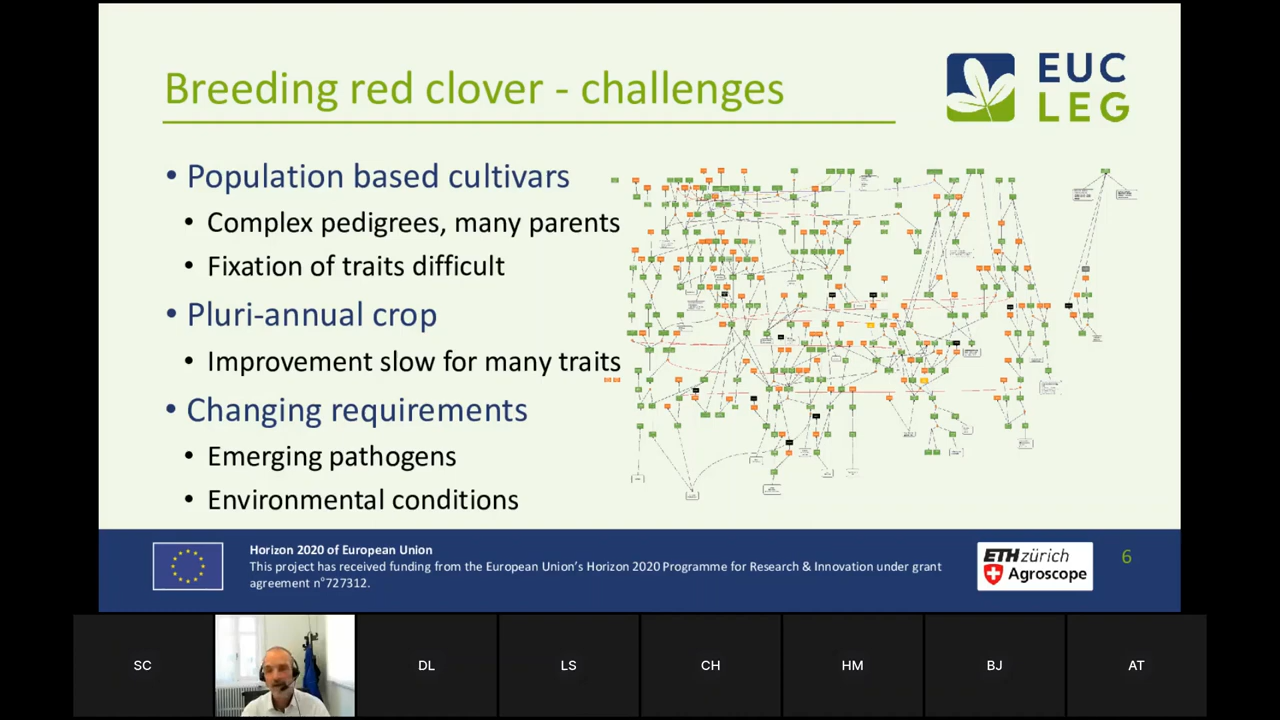 Breeding red clover - challenges
EUC
LEG
• Population based cultivars
• Complex pedigrees, many parents
• Fixation of traits difficult
• Pluri-annual crop
• Improvement slow for many traits
• Changing requirements
• Emerging pathogens
• Environmental conditions
Horizon 2020 of European Union
This project has received funding from the European Union’s Horizon 2020 Programme for Research & Innovation under grant
agreement n°727312.
ETH zürich
Agroscope
6
SC
DL
LS
CH
HM
BJ
AT